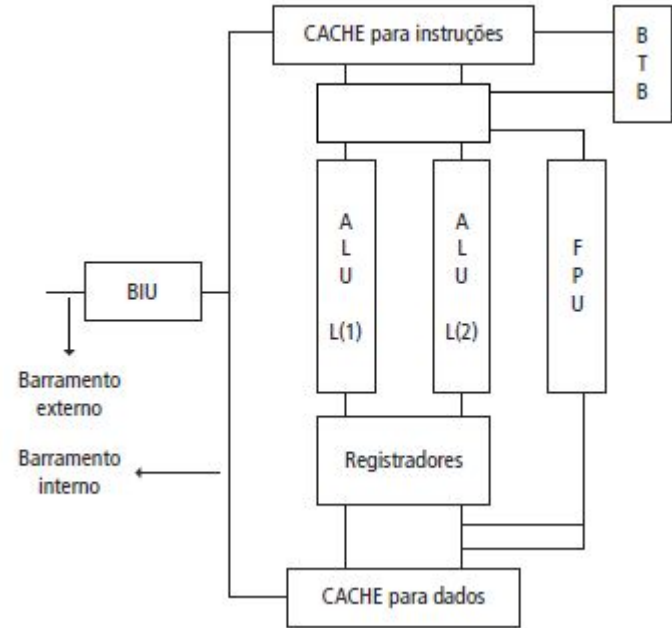 CACHE para instruções
B
T
B
A
L
U
L(1)
A
L
U
L(2)
F
P
U
BIU
Barramento
externo
Barramento
interno
Registradores
CACHE para dados